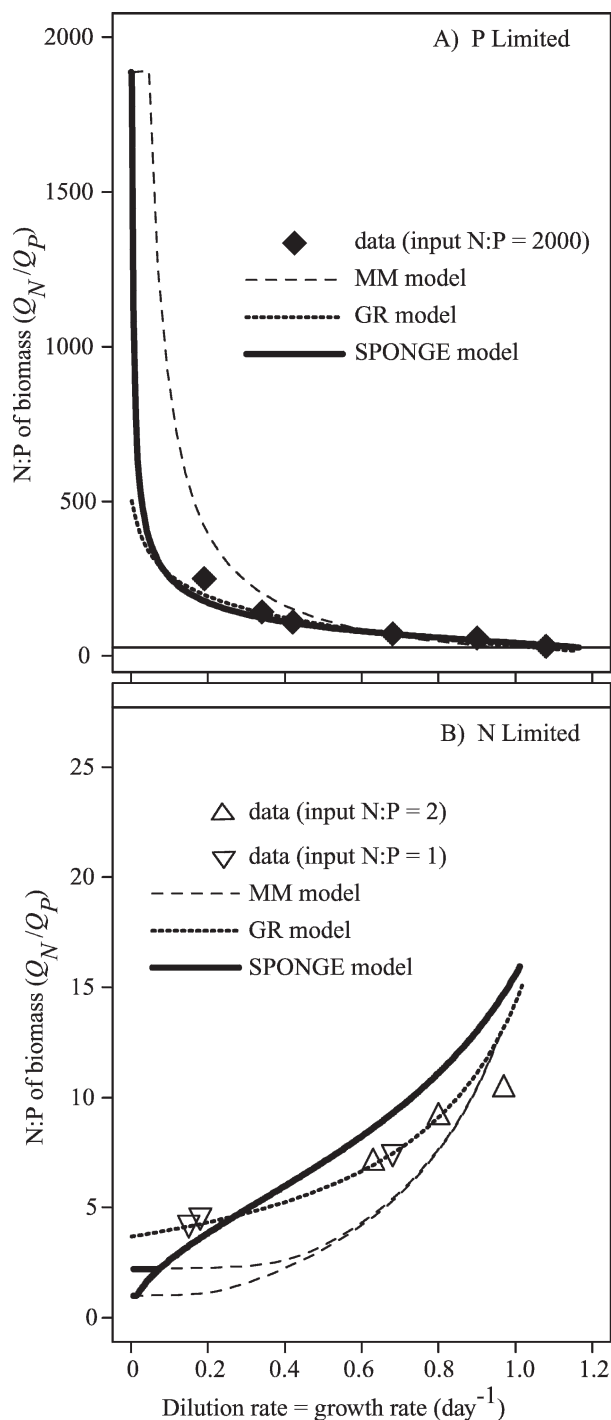 A) P Limited
2000
1500
1000
500
0
N:P of biomass (Q_N/Q_P)
data (input N:P = 2000)
MM model
GR model
SPONGE model
B) N Limited
25
20
15
10
5
0
N:P of biomass (Q_N/Q_P)
data (input N:P = 2)
data (input N:P = 1)
MM model
GR model
SPONGE model
0 0.2 0.4 0.6 0.8 1.0 1.2
Dilution rate = growth rate (day⁻¹)